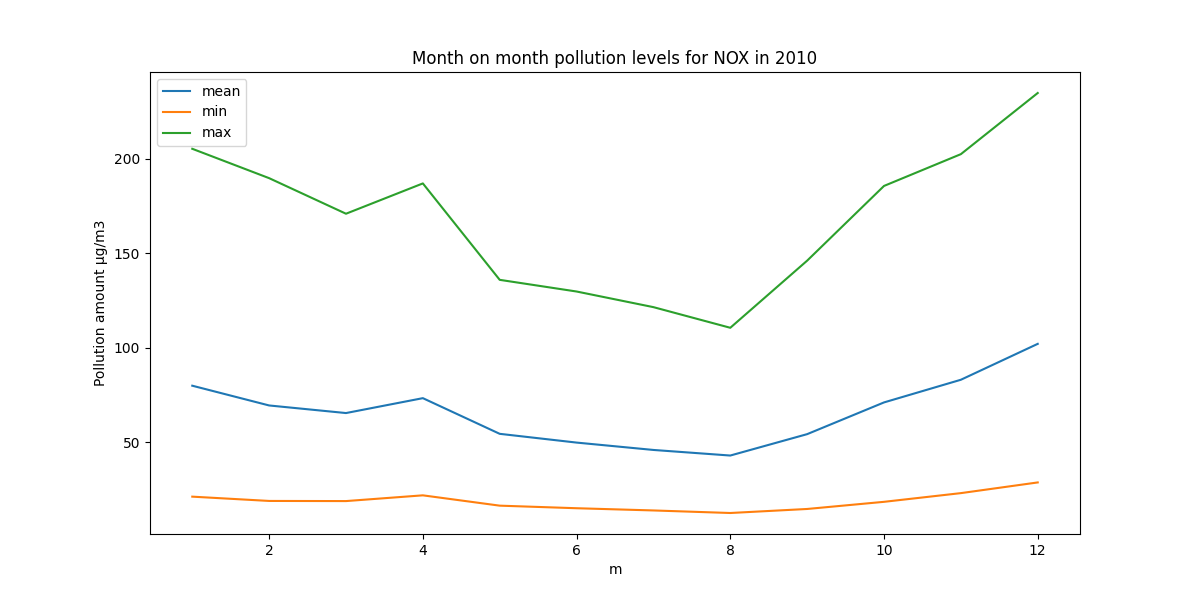 Month on month pollution levels for NOX in 2010
mean
min
max
200
150
100
50
Pollution amount µg/m3
2 4 6 8 10 12
m